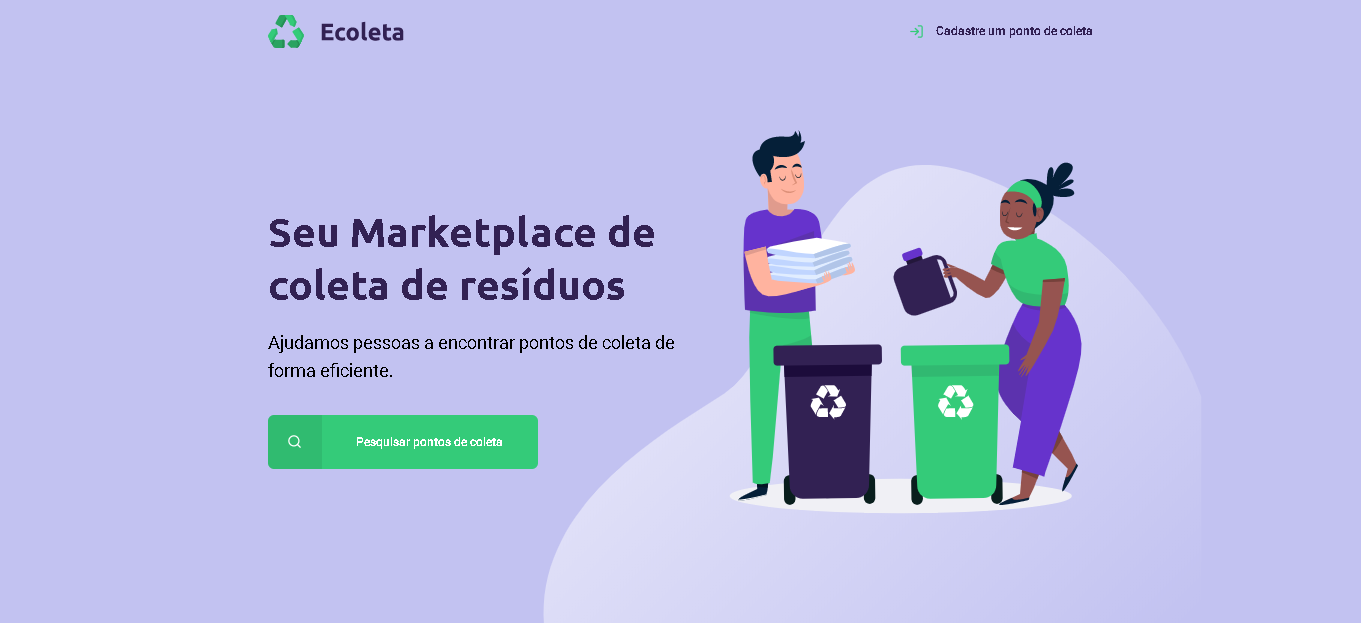 Ecoleta
Cadastre um ponto de coleta
Seu Marketplace de
coleta de resíduos
Ajudamos pessoas a encontrar pontos de coleta de
forma eficiente.
Pesquisar pontos de coleta